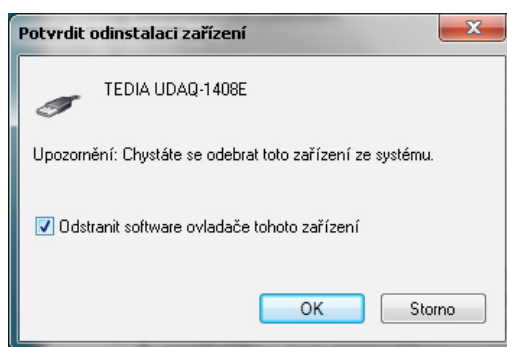 Potvrdit odinstalaci zařízení
TEDIA UDAQ-1408E
Upozornění: Chystáte se odebrat toto zařízení ze systému.
Odstranit software ovladače tohoto zařízení
OK
Storno